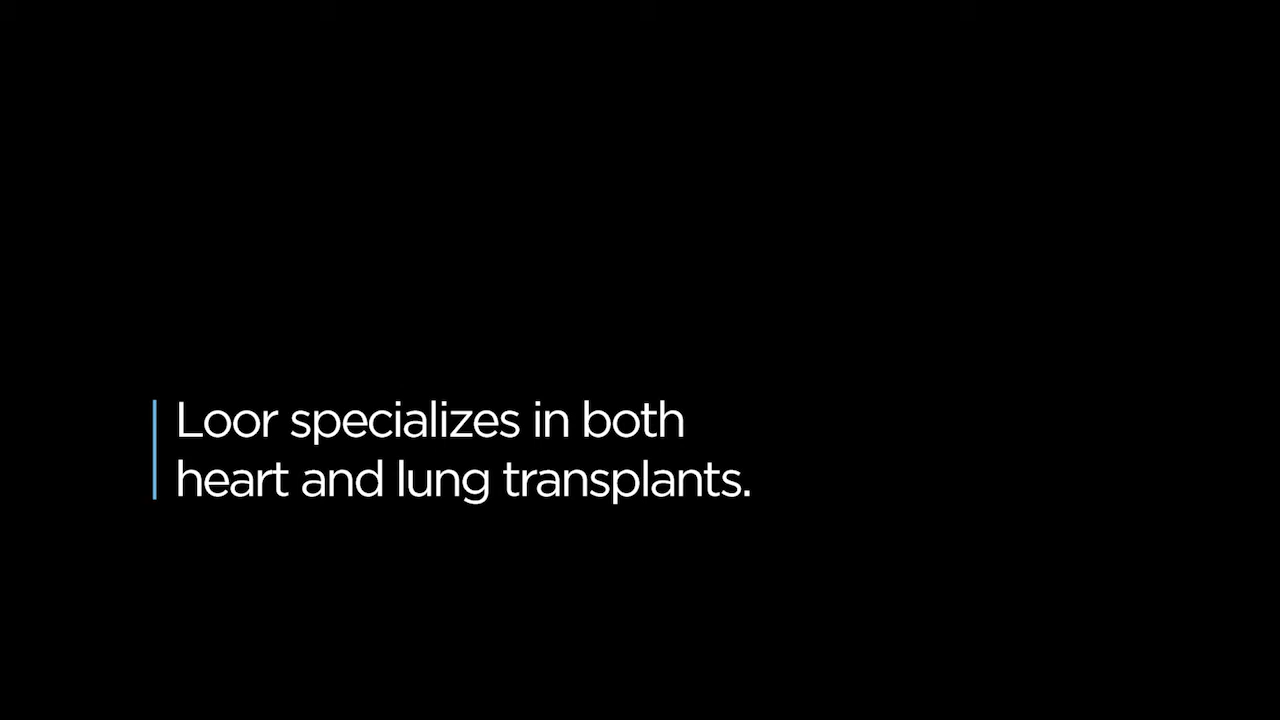 Loor specializes in both
heart and lung transplants.